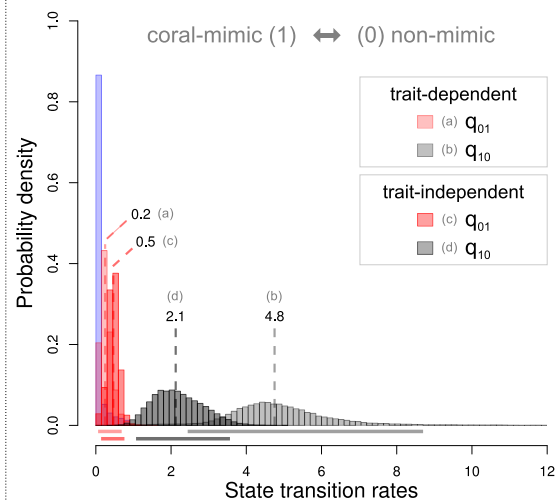 coral-mimic (1) ↔ (0) non-mimic
trait-dependent
(a) q01
(b) q10
trait-independent
(c) q01
(d) q10
Probability density
1.0
0.8
0.6
0.4
0.2
0.0
0.2 (a)
0.5 (c)
(d)
2.1
(b)
4.8
0 2 4 6 8 10 12
State transition rates